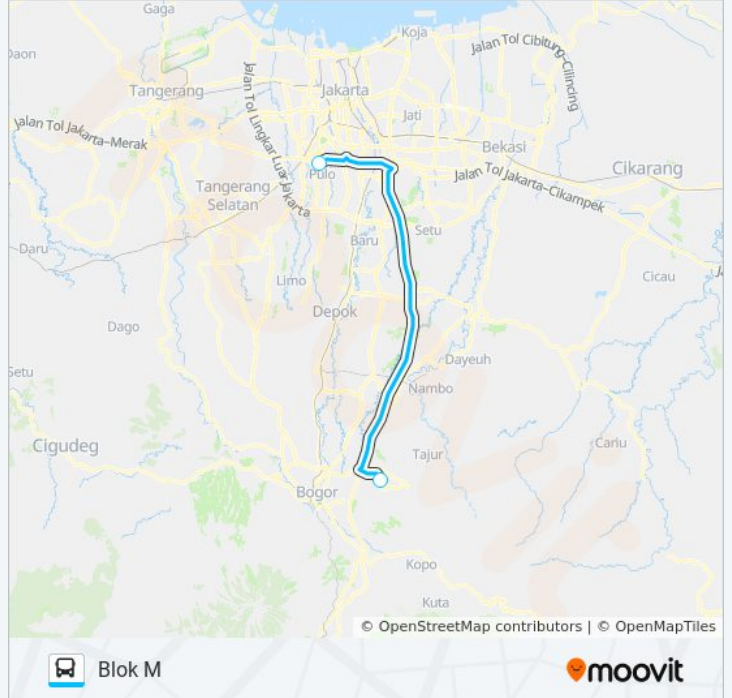 Gaga
Koja
Jalan Tol Cibitung-Cilincing
Daon
Tangerang
Jalan Tol Lingkar Luar Jakarta
Jakarta
Jati
Jalan Tol Jakarta-Merak
Bekasi
Cikarang
Pulo
Jalan Tol Jakarta-Cikampek
Tangerang
Selatan
Setu
Baru
Daru
Cicau
Limo
Depok
Dago
Dayeuh
Setu
Nambo
Cigudeg
Cariu
Tajur
Bogor
Kopo
Kuta
© OpenStreetMap contributors | © OpenMapTiles
Blok M
moovit